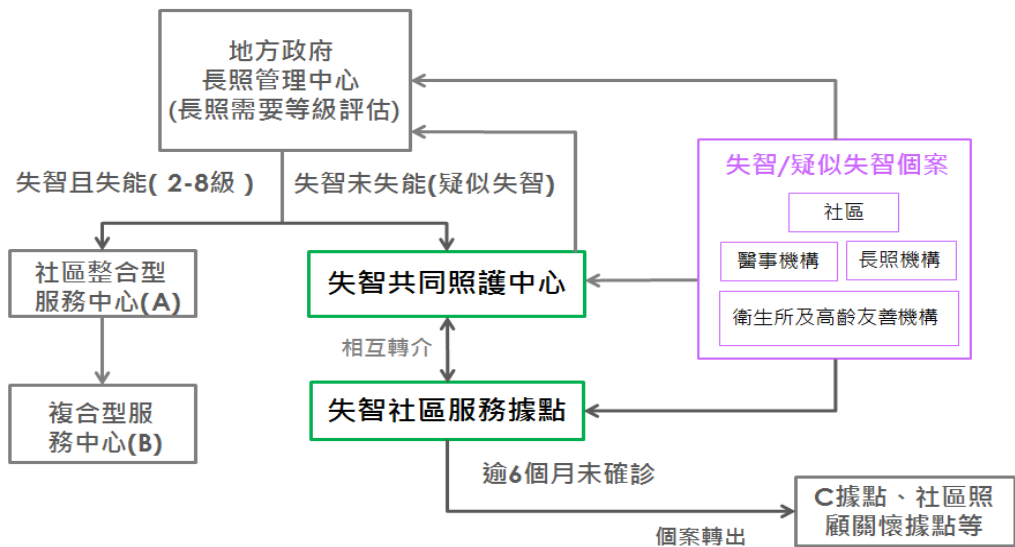 地方政府
長照管理中心
(長照需要等級評估)
失智且失能( 2-8級 )
失智未失能(疑似失智)
失智/疑似失智個案
社區
醫事機構
長照機構
衛生所及高齡友善機構
社區整合型
服務中心(A)
失智共同照護中心
相互轉介
複合型服
務中心(B)
失智社區服務據點
逾6個月未確診
個案轉出
C據點、社區照
顧關懷據點等